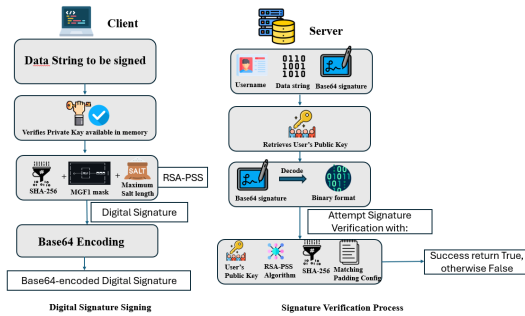 Client
Data String to be signed
Verifies Private Kay available in memory
SHA-256
+
MGF1 mask
+
SALT
Maximum
Salt length
RSA-PSS
Digital Signature
Base64 Encoding
Base64-encoded Digital Signature
Digital Signature Signing
Server
Username
0110
1001
1010
Data string
Base64 signature
Retrieves User's Public Key
Base64 signature
Decode
Binary format
Attempt Signature
Verification with:
User's
Public Key
RSA-PSS
Algorithm
SHA-256
Matching
Padding Config
Success return True,
otherwise False
Signature Verification Process